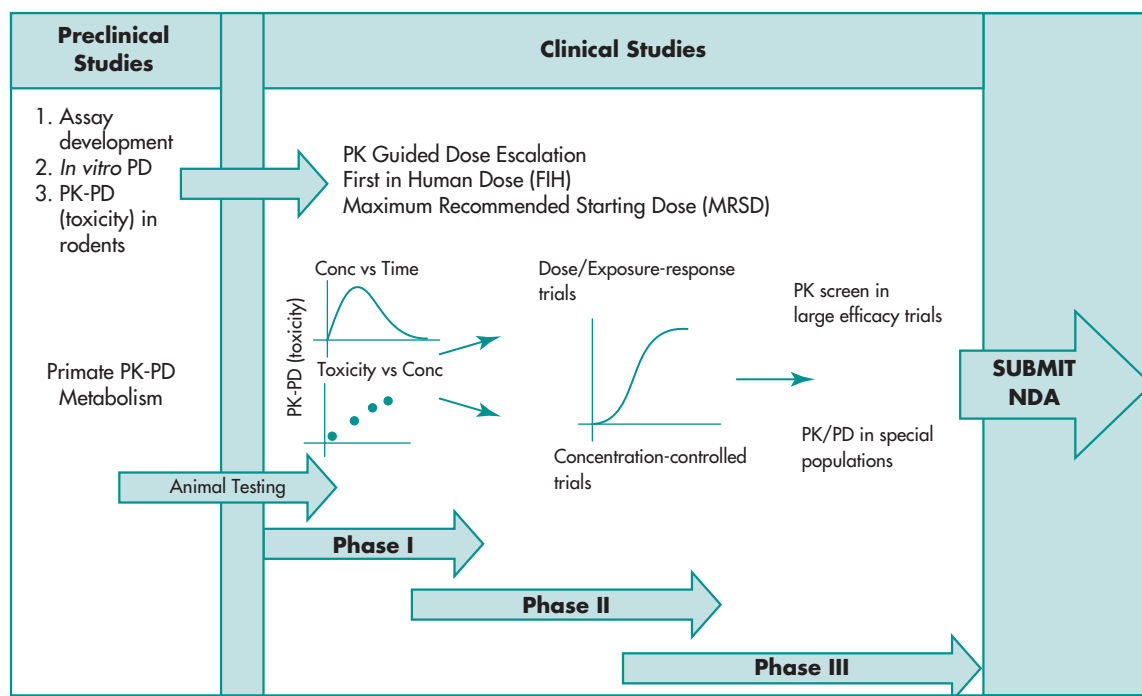 Preclinical
Studies
Clinical Studies
1. Assay
development
2. In vitro PD
3. PK-PD
(toxicity) in
rodents
PK Guided Dose Escalation
First in Human Dose (FIH)
Maximum Recommended Starting Dose (MRSD)
Primate PK-PD
Metabolism
PK-PD (toxicity)
Conc vs Time
Toxicity vs Conc
Dose/Exposure-response
trials
Concentration-controlled
trials
PK screen in
large efficacy trials
PK/PD in special
populations
SUBMIT
NDA
Animal Testing
Phase I
Phase II
Phase III